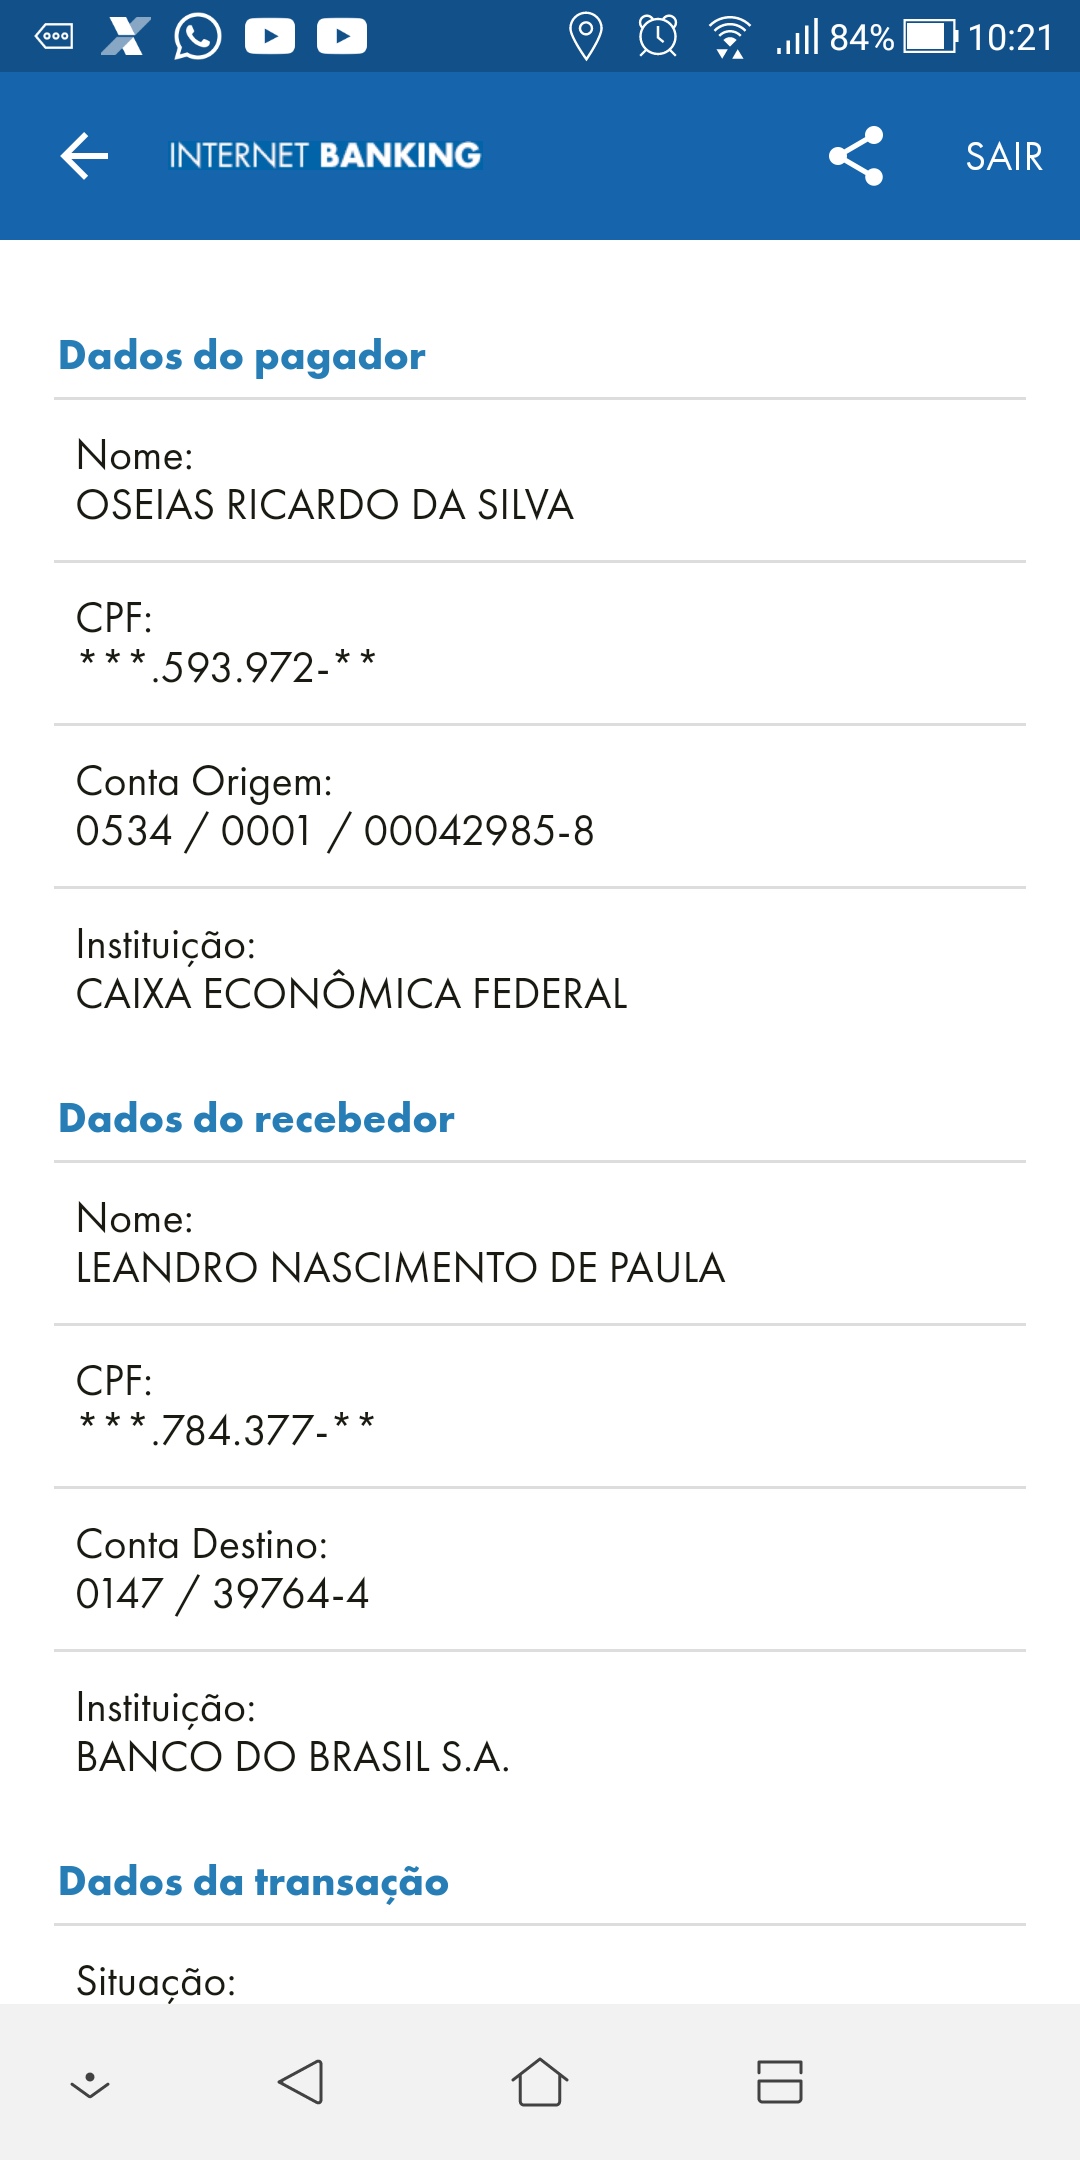 84% 10:21
INTERNET BANKING SAIR
Dados do pagador
Nome:
OSEIAS RICARDO DA SILVA
CPF:
***.593.972-**
Conta Origem:
0534 / 0001 / 00042985-8
Instituição:
CAIXA ECONÔMICA FEDERAL
Dados do recebedor
Nome:
LEANDRO NASCIMENTO DE PAULA
CPF:
***.784.377-**
Conta Destino:
0147 / 39764-4
Instituição:
BANCO DO BRASIL S.A.
Dados da transação
Situação: